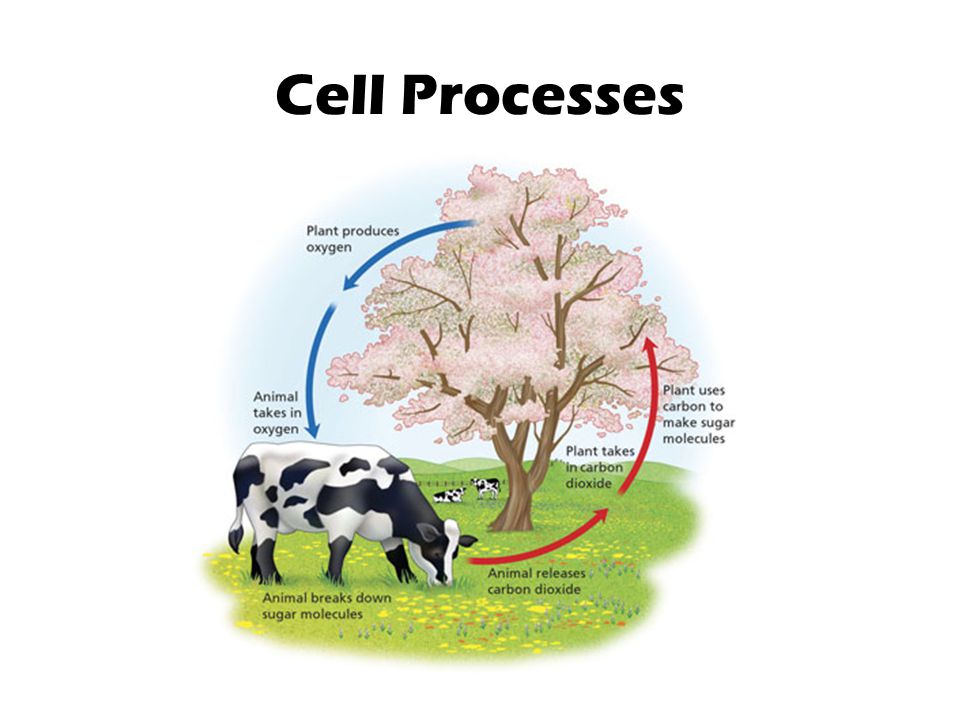 Cell Processes
Plant produces
oxygen
Animal
takes in
oxygen
Animal breaks down
sugar molecules
Animal releases
carbon dioxide
Plant takes
in carbon
dioxide
Plant uses
carbon to
make sugar
molecules